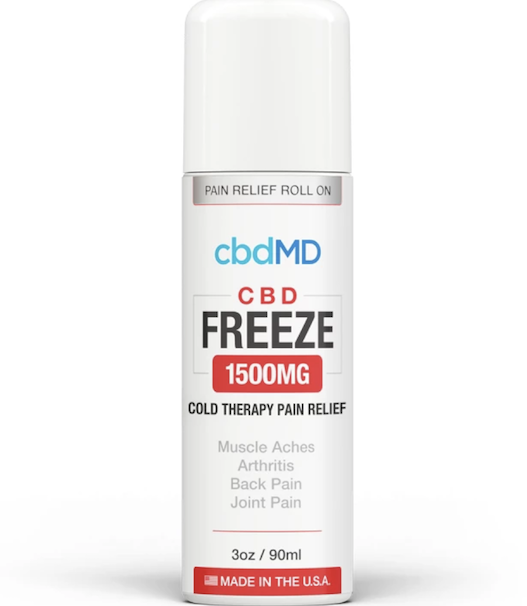 PAIN RELIEF ROLL ON
cbdMD
CBD
FREEZE
1500MG
COLD THERAPY PAIN RELIEF
Muscle Aches
Arthritis
Back Pain
Joint Pain
3oz / 90ml
MADE IN THE U.S.A.